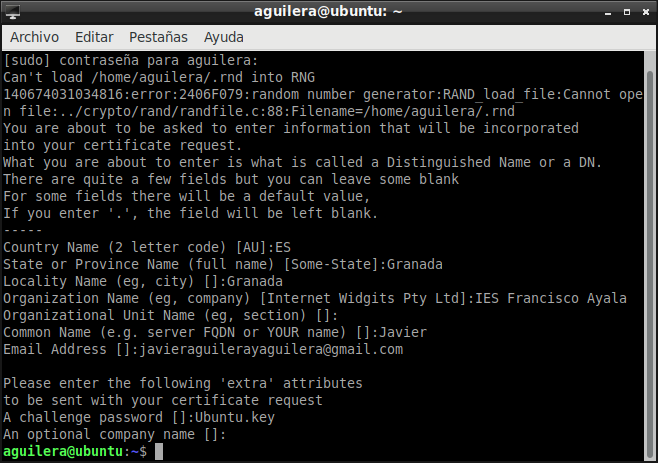 aguilera@ubuntu: ~
Archivo Editar Pestañas Ayuda
[sudo] contraseña para aguilera:
Can't load /home/aguilera/.rnd into RNG
140674031034816:error:2406F079:random number generator:RAND_load_file:Cannot ope
n file:../crypto/rand/randfile.c:88:Filename=/home/aguilera/.rnd
You are about to be asked to enter information that will be incorporated
into your certificate request.
What you are about to enter is what is called a Distinguished Name or a DN.
There are quite a few fields but you can leave some blank
For some fields there will be a default value,
If you enter '.', the field will be left blank.
-----
Country Name (2 letter code) [AU]:ES
State or Province Name (full name) [Some-State]:Granada
Locality Name (eg, city) []:Granada
Organization Name (eg, company) [Internet Widgits Pty Ltd]:IES Francisco Ayala
Organizational Unit Name (eg, section) []:
Common Name (e.g. server FQDN or YOUR name) []:Javier
Email Address []:javieraguilerayaguilera@gmail.com

Please enter the following 'extra' attributes
to be sent with your certificate request
A challenge password []:Ubuntu.key
An optional company name []:
aguilera@ubuntu:~$